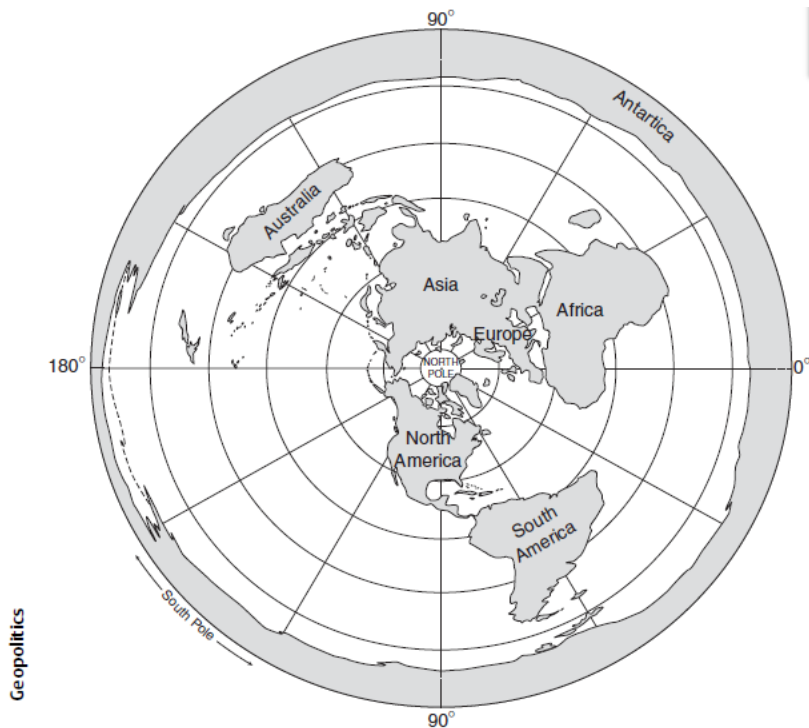 90°
Antartica
Australia
Asia
Africa
Europe
180°
NORTH
POLE
0°
North
America
South
America
South Pole
Geopolitics
90°